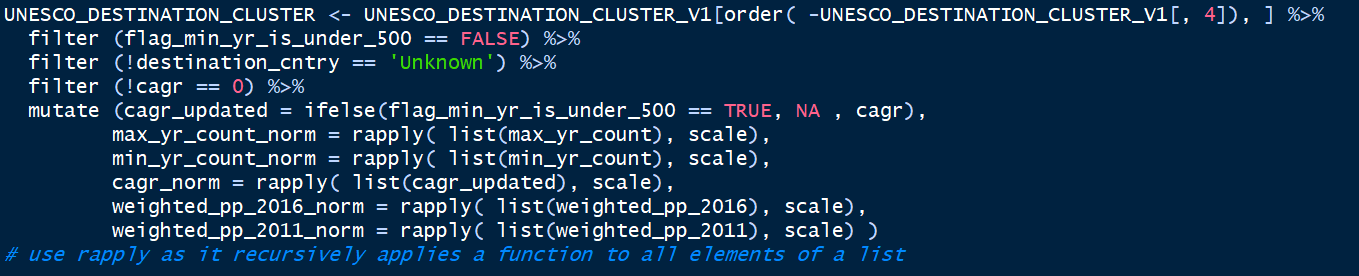 UNESCO_DESTINATION_CLUSTER <- UNESCO_DESTINATION_CLUSTER_V1[order( -UNESCO_DESTINATION_CLUSTER_V1[, 4]), ] %>%
  filter (flag_min_yr_is_under_500 == FALSE) %>%
  filter (!destination_cntry == 'Unknown') %>%
  filter (!cagr == 0) %>%
  mutate (cagr_updated = ifelse(flag_min_yr_is_under_500 == TRUE, NA , cagr),
          max_yr_count_norm = rapply( list(max_yr_count), scale),
          min_yr_count_norm = rapply( list(min_yr_count), scale),
          cagr_norm = rapply( list(cagr_updated), scale),
          weighted_pp_2016_norm = rapply( list(weighted_pp_2016), scale),
          weighted_pp_2011_norm = rapply( list(weighted_pp_2011), scale) )
# use rapply as it recursively applies a function to all elements of a list